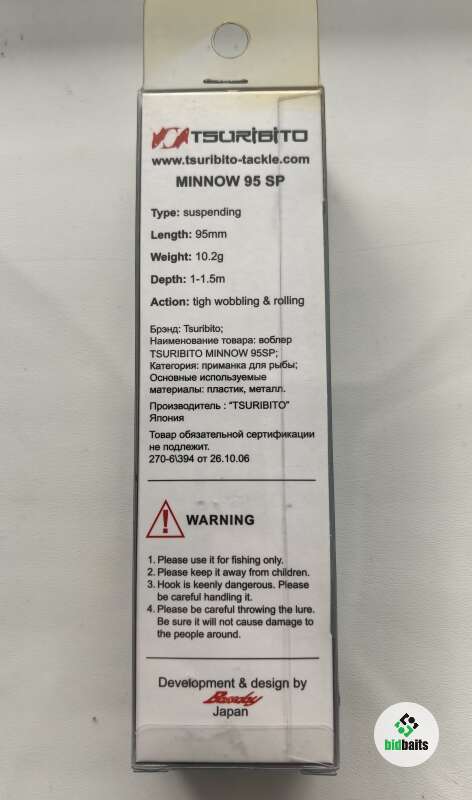 TSURIBITO
www.tsuribito-tackle.com
MINNOW 95 SP
Type: suspending
Length: 95mm
Weight: 10.2g
Depth: 1-1.5m
Action: tigh wobbling & rolling
Брэнд: Tsuribito;
Наименование товара: воблер
TSURIBITO MINNOW 95SP;
Категория: приманка для рыбы;
Основные используемые
материалы: пластик, металл.
Производитель : "TSURIBITO"
Япония
Товар обязательной сертификации
не подлежит.
270-6\394 от 26.10.06
WARNING
1. Please use it for fishing only.
2. Please keep it away from children.
3. Hook is keenly dangerous. Please
be careful handling it.
4. Please be careful throwing the lure.
Be sure it will not cause damage to
the people around.
Development & design by
Japan
bidbaits